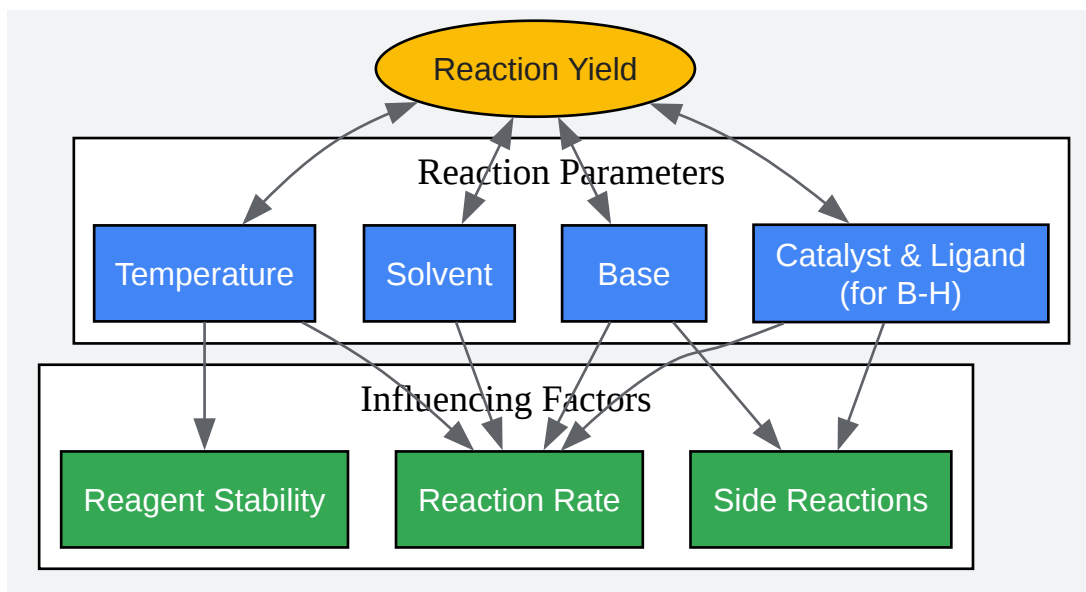 Reaction Yield
Reaction Parameters
Temperature
Solvent
Base
Catalyst & Ligand
(for B-H)
Influencing Factors
Reagent Stability
Reaction Rate
Side Reactions